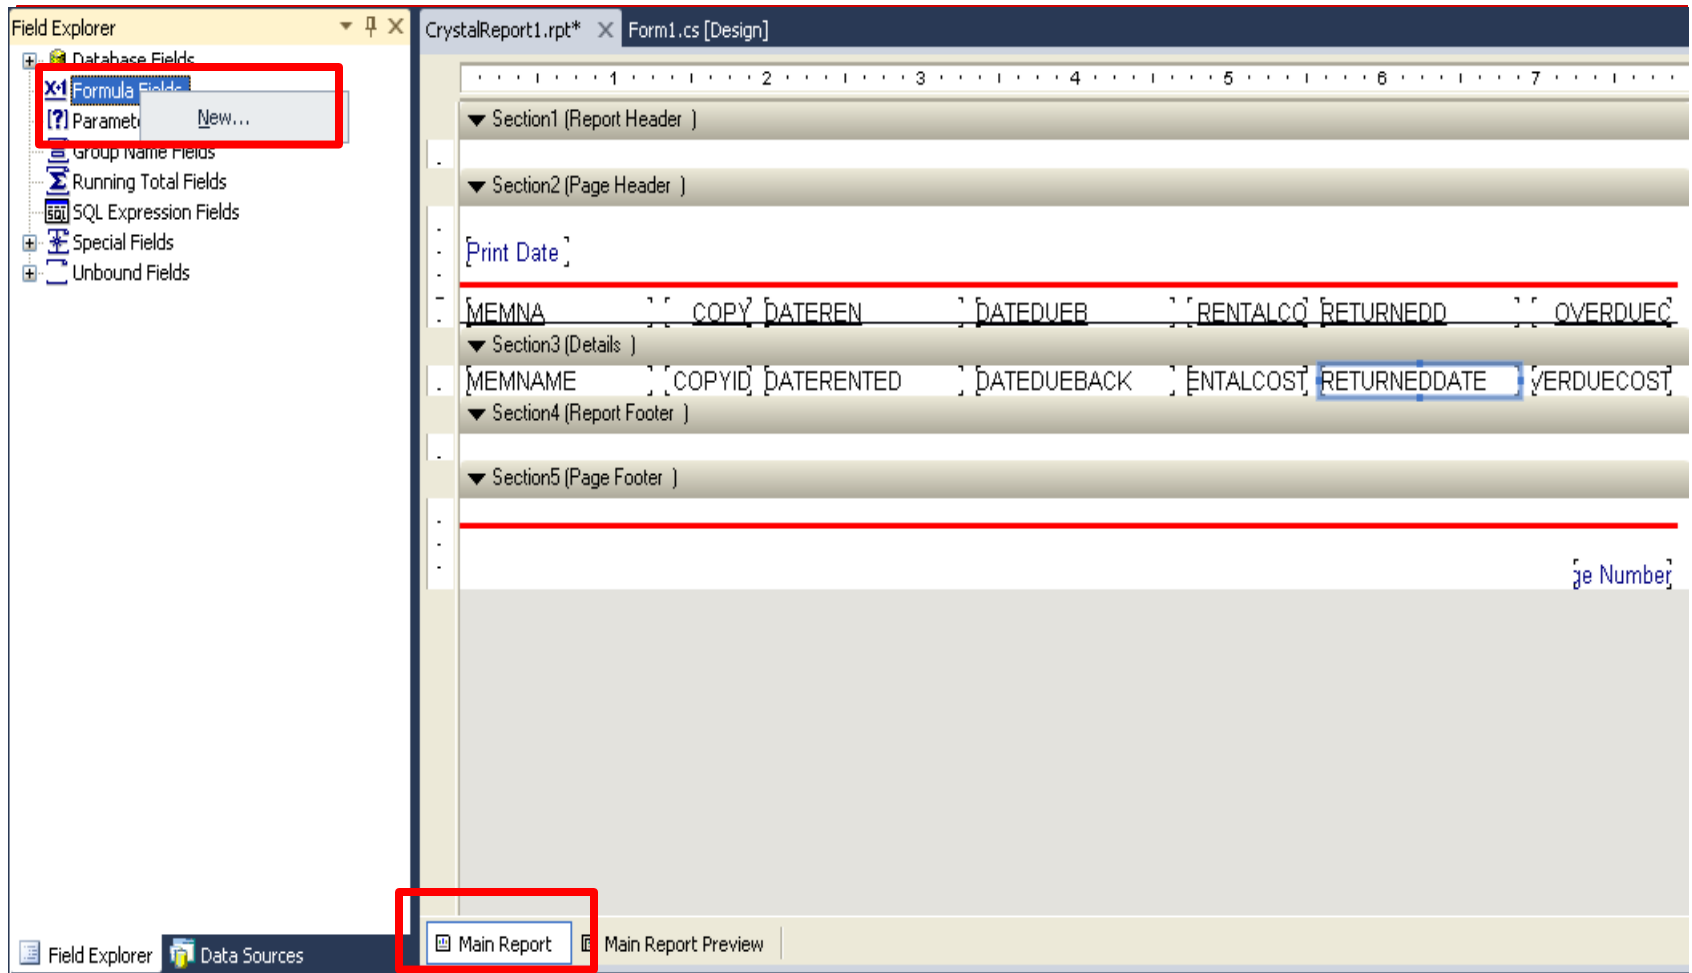 Field Explorer
Database Fields
Formula Fields
Paramet
New...
Group Name Fields
Running Total Fields
SQL Expression Fields
Special Fields
Unbound Fields
Field Explorer
Data Sources
CrystalReport1.rpt*
Form1.cs [Design]
1 2 3 4 5 6 7
Section1 (Report Header )
Section2 (Page Header )
Print Date
MEMNA COPY DATEREN DATEDUEB RENTALCO RETURNEDD OVERDUEC
Section3 (Details )
MEMNAME COPYID DATERENTED DATEDUEBACK ENTALCOST RETURNEDDATE VERDUECOST
Section4 (Report Footer )
Section5 (Page Footer )
ge Number
Main Report
Main Report Preview